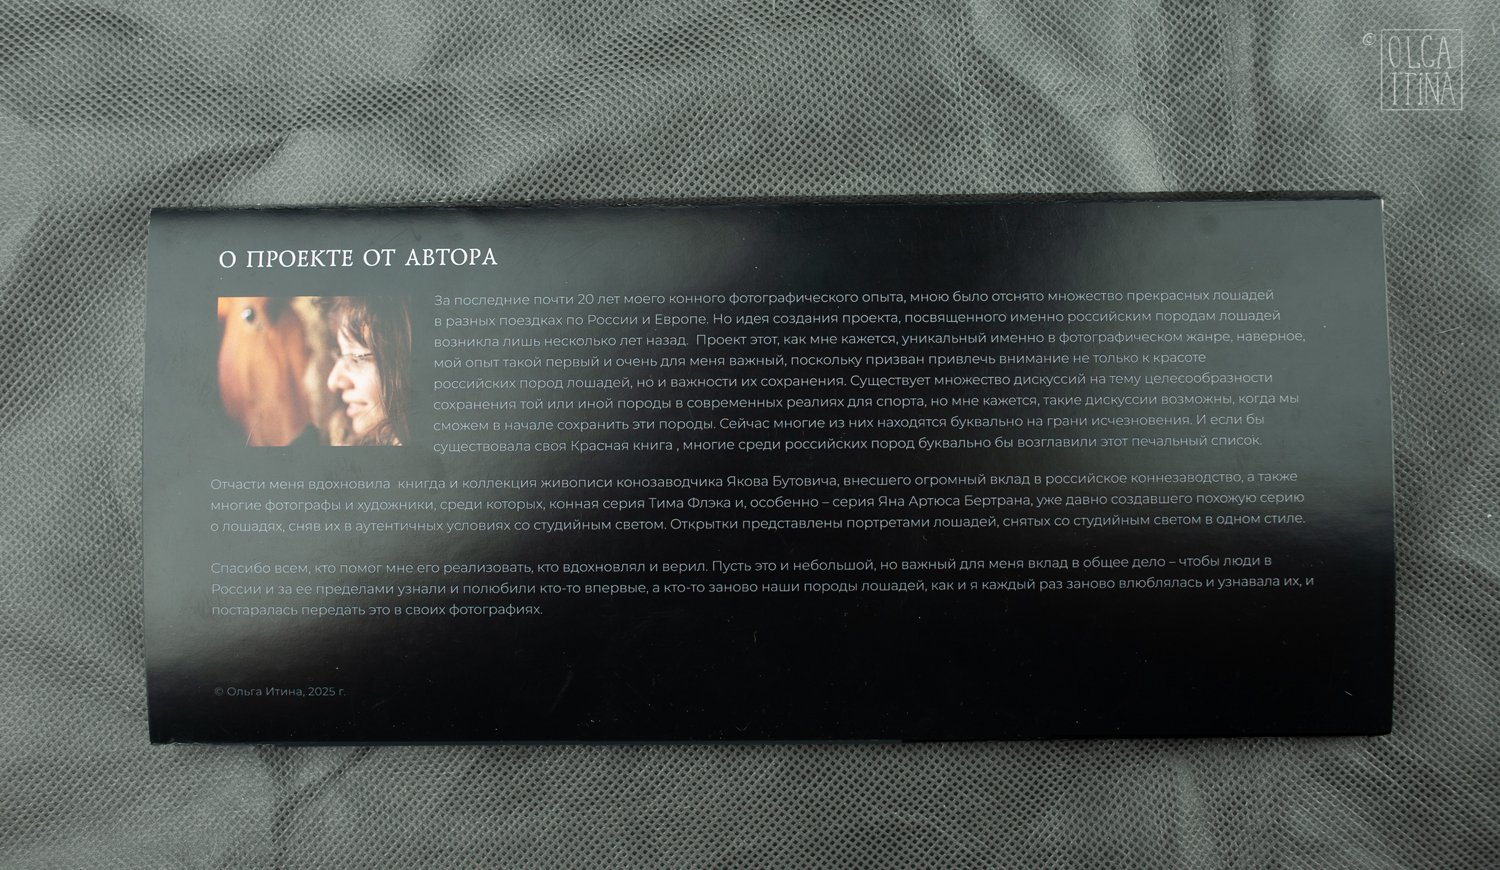 © OLGA
ITINA
О ПРОЕКТЕ ОТ АВТОРА
За последние почти 20 лет моего конного фотографического опыта, мною было отснято множество прекрасных лошадей
в разных поездках по России и Европе. Но идея создания проекта, посвященного именно российским породам лошадей
возникла лишь несколько лет назад. Проект этот, как мне кажется, уникальный именно в фотографическом жанре, наверное,
мой опыт такой первый и очень для меня важный, поскольку призван привлечь внимание не только к красоте
российских пород лошадей, но и важности их сохранения. Существует множество дискуссий на тему целесообразности
сохранения той или иной породы в современных реалиях для спорта, но мне кажется, такие дискуссии возможны, когда мы
сможем в начале сохранить эти породы. Сейчас многие из них находятся буквально на грани исчезновения. И если бы
существовала своя Красная книга , многие среди российских пород буквально бы возглавили этот печальный список.
Отчасти меня вдохновила книгда и коллекция живописи конозаводчика Якова Бутовича, внесшего огромный вклад в российское коннезаводство, а также
многие фотографы и художники, среди которых, конная серия Тима Флэка и, особенно – серия Яна Артюса Бертрана, уже давно создавшего похожую серию
о лошадях, сняв их в аутентичных условиях со студийным светом. Открытки представлены портретами лошадей, снятых со студийным светом в одном стиле.
Спасибо всем, кто помог мне его реализовать, кто вдохновлял и верил. Пусть это и небольшой, но важный для меня вклад в общее дело – чтобы люди в
России и за ее пределами узнали и полюбили кто-то впервые, а кто-то заново наши породы лошадей, как и я каждый раз заново влюблялась и узнавала их, и
постаралась передать это в своих фотографиях.
© Ольга Итина, 2025 г.